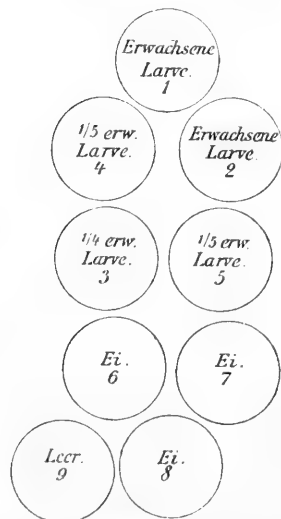 Erwachsene
Larve.
1
1/5 erw.
Larve.
4
Erwachsene
Larve.
2
1/4 erw.
Larve.
3
1/5 erw.
Larve.
5
Ei.
6
Ei.
7
Leer.
9
Ei.
8